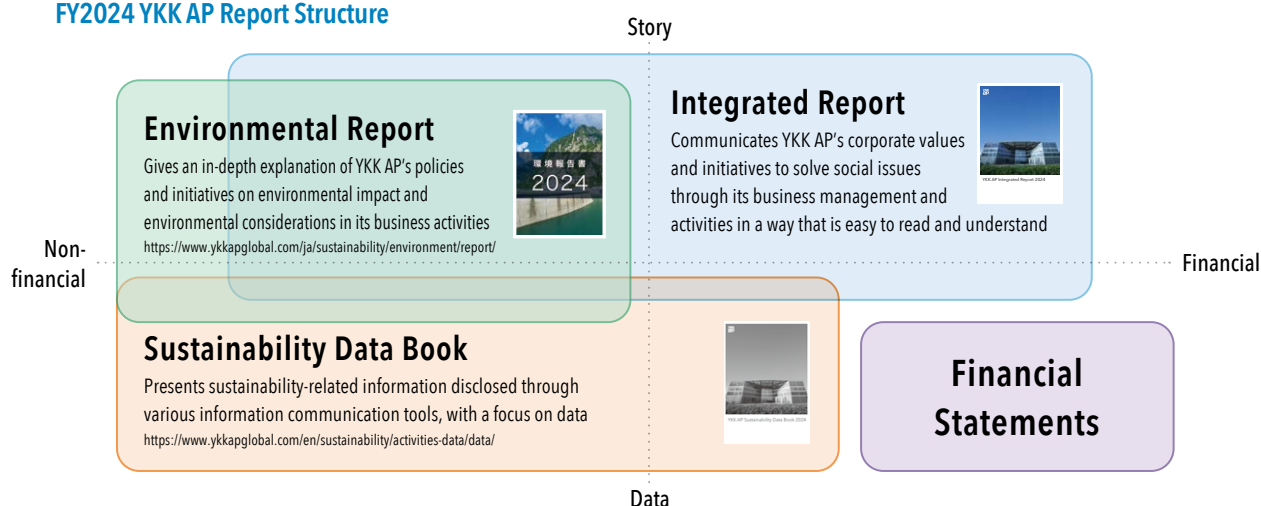 FY2024 YKK AP Report Structure
Story
Environmental Report
Gives an in-depth explanation of YKK AP's policies
and initiatives on environmental impact and
environmental considerations in its business activities
https://www.ykkapglobal.com/ja/sustainability/environment/report/
環境報告書
2024
Integrated Report
Communicates YKK AP's corporate values
and initiatives to solve social issues
through its business management and
activities in a way that is easy to read and understand
YKK AP Integrated Report 2024
Non-
financial
Financial
Sustainability Data Book
Presents sustainability-related information disclosed through
various information communication tools, with a focus on data
https://www.ykkapglobal.com/en/sustainability/activities-data/data/
YKK AP Sustainability Data Book 2024
Financial
Statements
Data